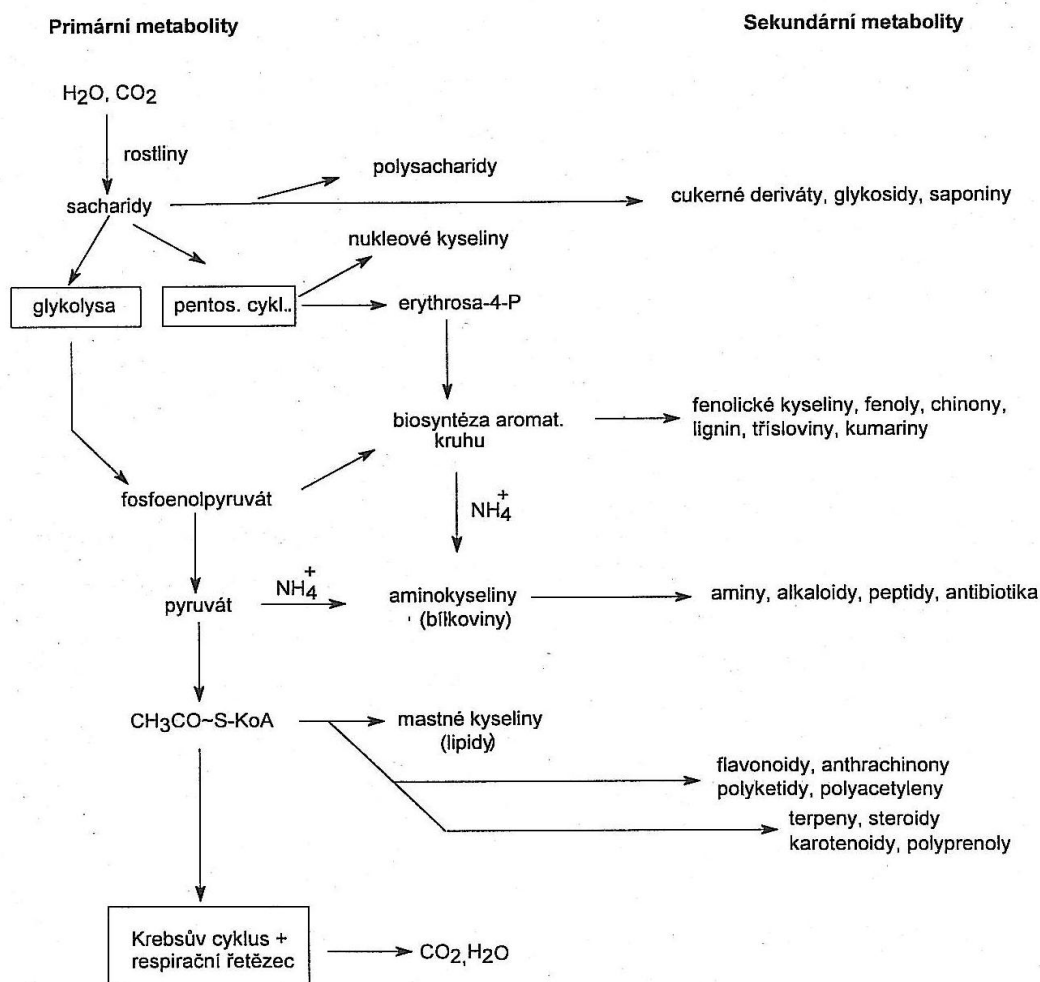 Primární metabolity
Sekundární metabolity
H2O, CO2
rostliny
polysacharidy
sacharidy
cukerné deriváty, glykosidy, saponiny
nukleové kyseliny
glykolysa
pentos. cykl..
erythrosa-4-P
biosyntéza aromat.
kruhu
fenolické kyseliny, fenoly, chinony,
lignin, třísloviny, kumariny
fosfoenolpyruvát
NH4+
pyruvát
NH4+
aminokyseliny
(bílkoviny)
aminy, alkaloidy, peptidy, antibiotika
CH3CO~S-KoA
mastné kyseliny
(lipidy)
flavonoidy, anthrachinony
polyketidy, polyacetyleny
terpeny, steroidy
karotenoidy, polyprenoly
Krebsův cyklus +
respirační řetězec
CO2,H2O